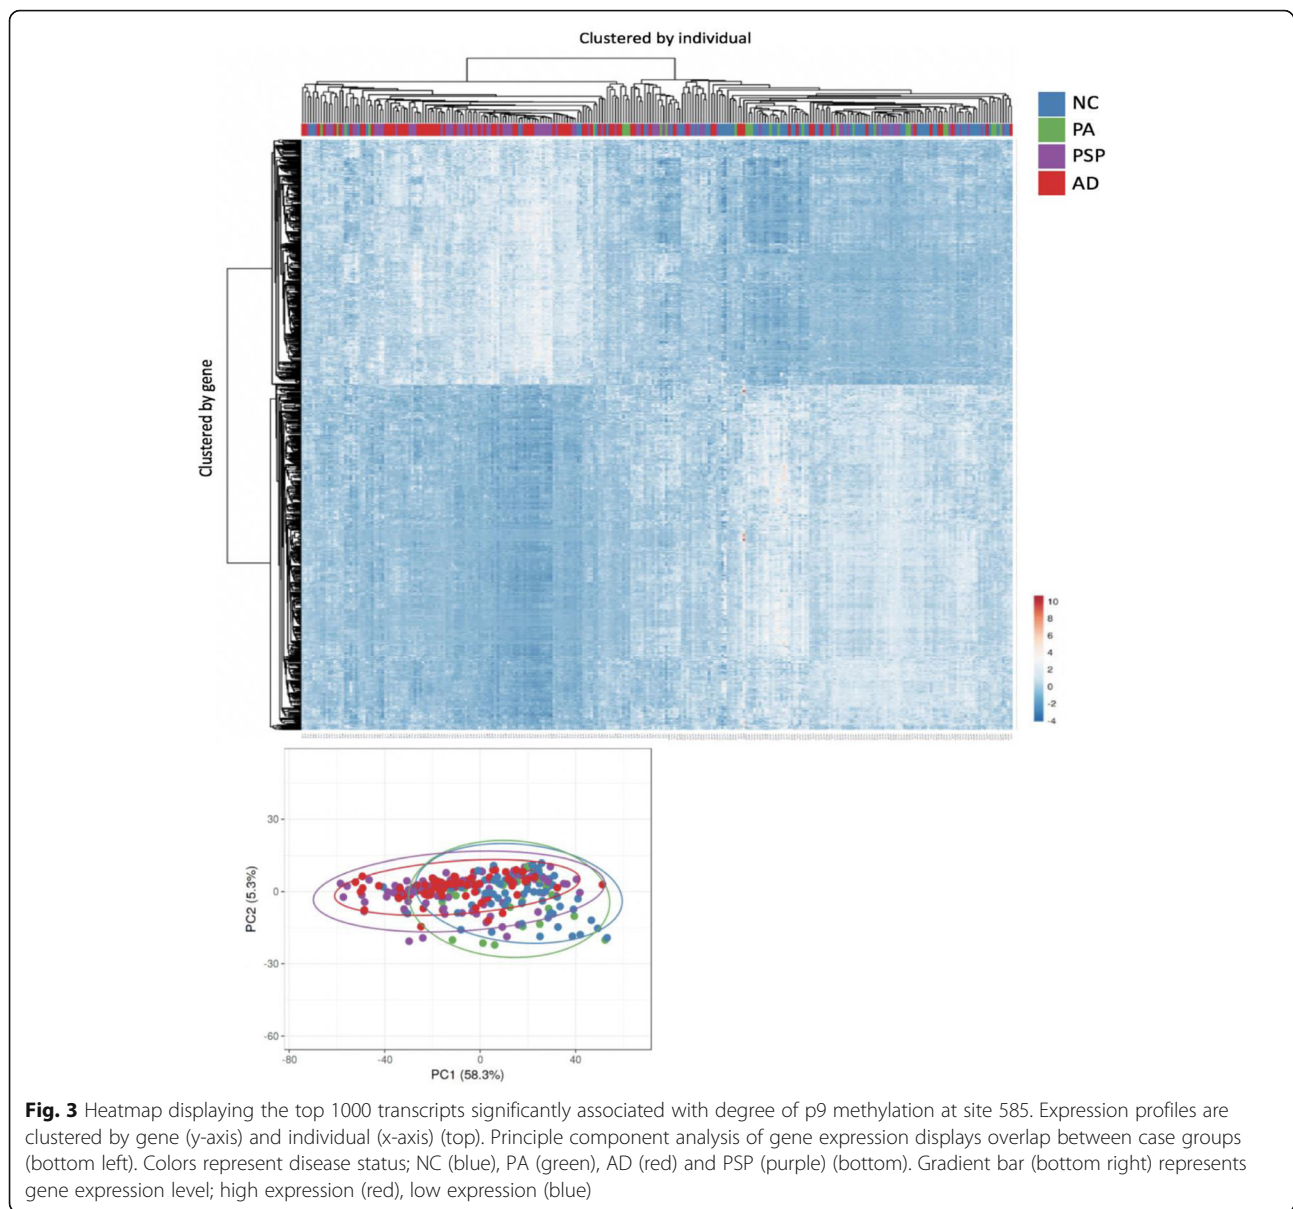 Clustered by individual
NC
PA
PSP
AD
Clustered by gene
10
8
6
4
2
0
-2
-4
30
0
-30
-60
PC2 (5.3%)
-80
-40
0
40
PC1 (58.3%)
Fig. 3 Heatmap displaying the top 1000 transcripts significantly associated with degree of p9 methylation at site 585. Expression profiles are
clustered by gene (y-axis) and individual (x-axis) (top). Principle component analysis of gene expression displays overlap between case groups
(bottom left). Colors represent disease status; NC (blue), PA (green), AD (red) and PSP (purple) (bottom). Gradient bar (bottom right) represents
gene expression level; high expression (red), low expression (blue)